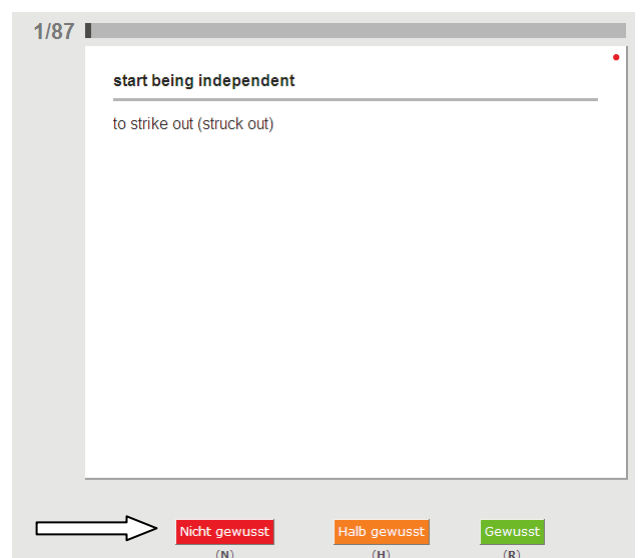 1/87
start being independent
to strike out (struck out)
Nicht gewusst Halb gewusst Gewusst
(N) (H) (R)